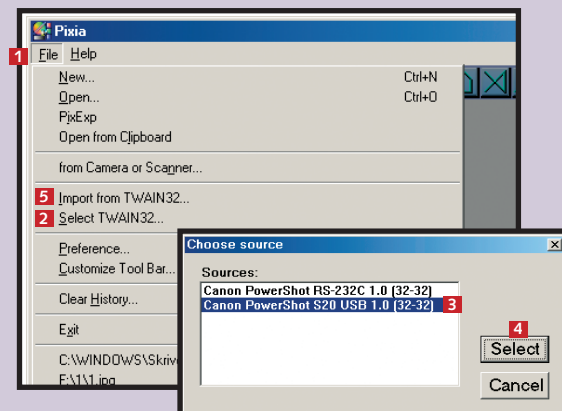 Pixia
1 File Help
New... Ctrl+N
Open... Ctrl+O
PixExp
Open from Clipboard
from Camera or Scanner...
5 Import from TWAIN32...
2 Select TWAIN32...
Preference...
Customize Tool Bar...
Clear History...
Exit
C:\WINDOWS\Skriv
F:\1\1.jpg
Choose source
Sources:
Canon PowerShot RS-232C 1.0 (32-32)
Canon PowerShot S20 USB 1.0 (32-32) 3
4
Select
Cancel